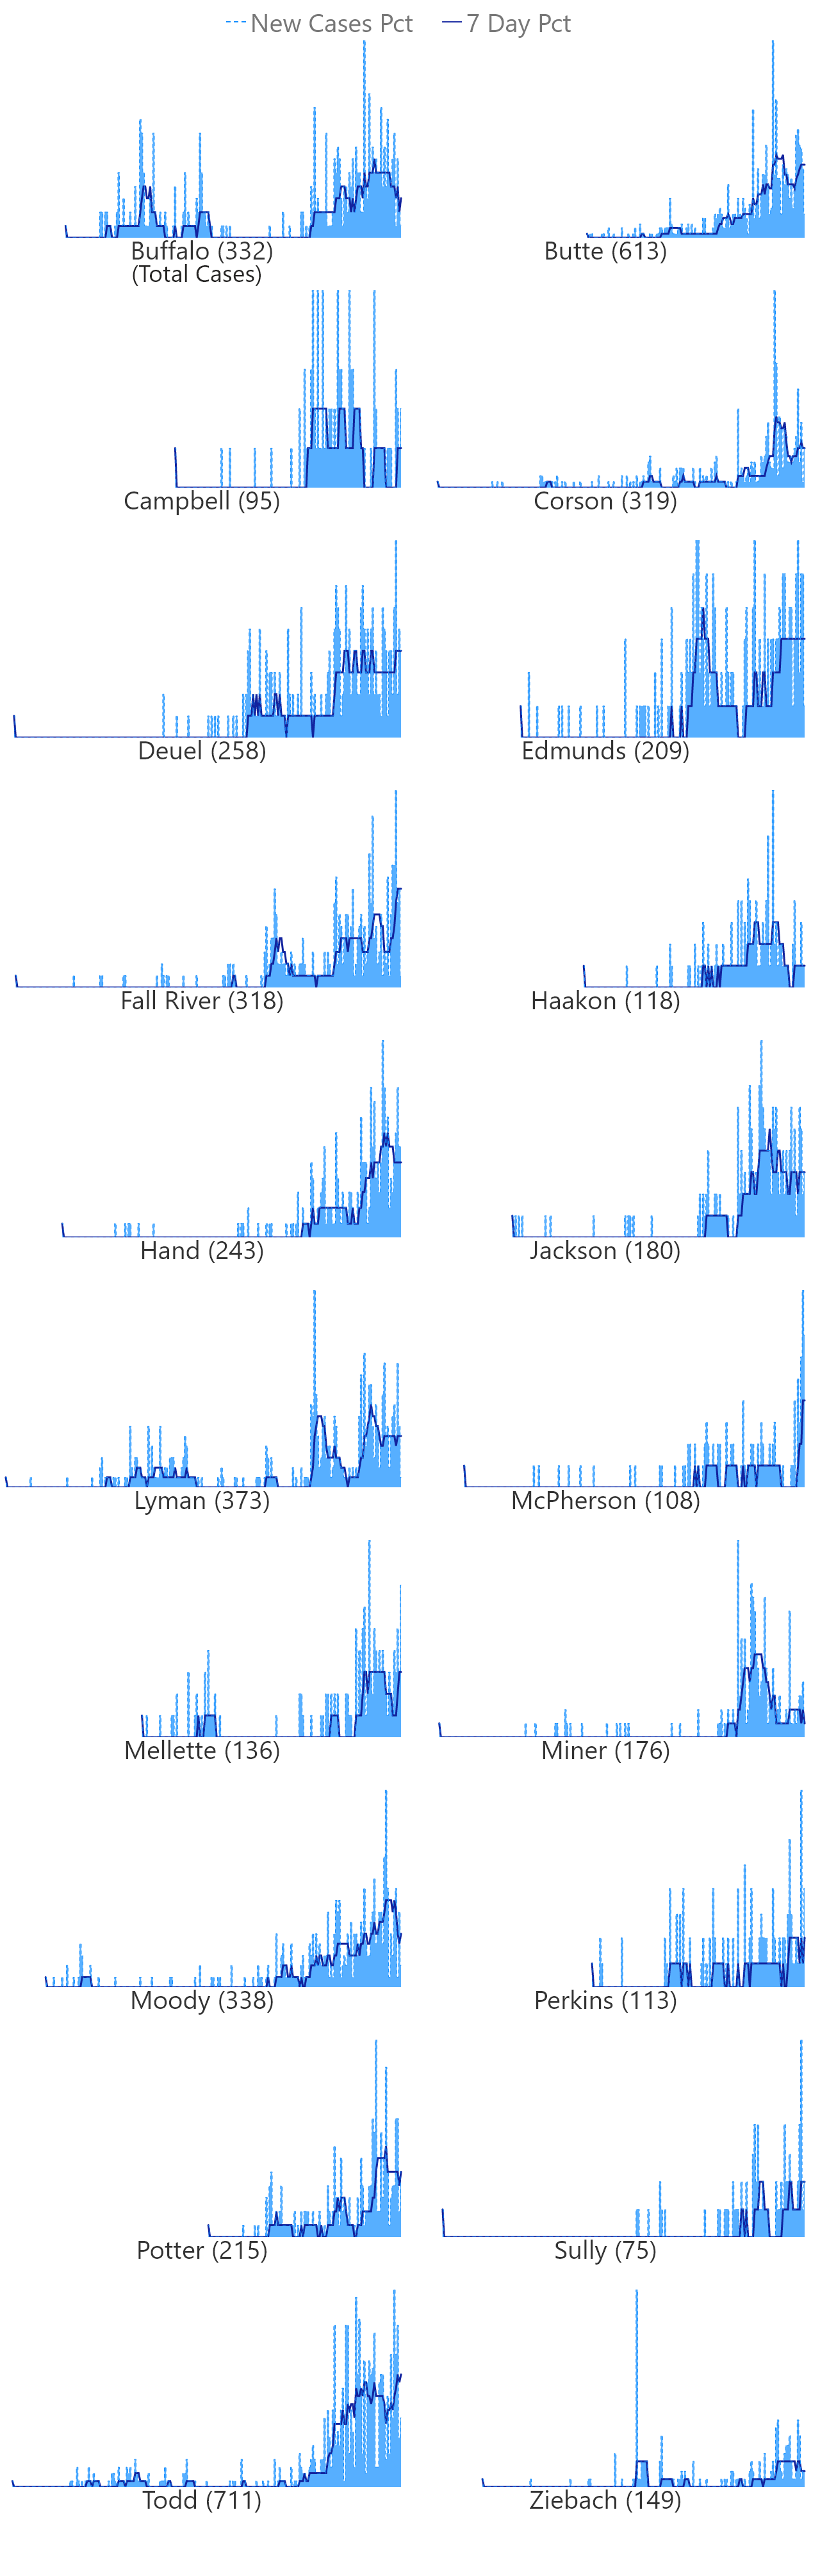 New Cases Pct 7 Day Pct
Buffalo (332) Butte (613)
(Total Cases)
Campbell (95) Corson (319)
Deuel (258) Edmunds (209)
Fall River (318) Haakon (118)
Hand (243) Jackson (180)
Lyman (373) McPherson (108)
Mellette (136) Miner (176)
Moody (338) Perkins (113)
Potter (215) Sully (75)
Todd (711) Ziebach (149)